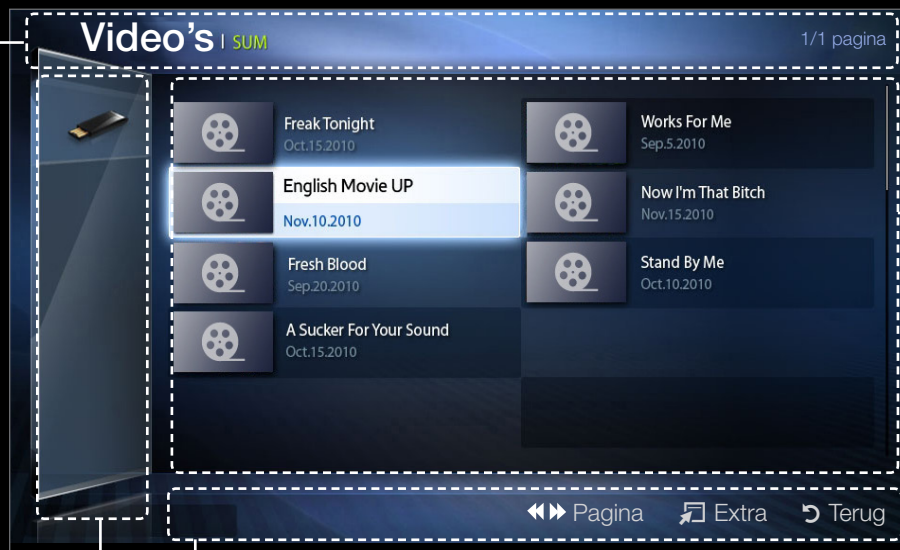 Video's | SUM
1/1 pagina
Freak Tonight
Oct.15.2010
English Movie UP
Nov.10.2010
Fresh Blood
Sep.20.2010
A Sucker For Your Sound
Oct.15.2010
Works For Me
Sep.5.2010
Now I'm That Bitch
Nov.15.2010
Stand By Me
Oct.10.2010
Pagina
Extra
Terug